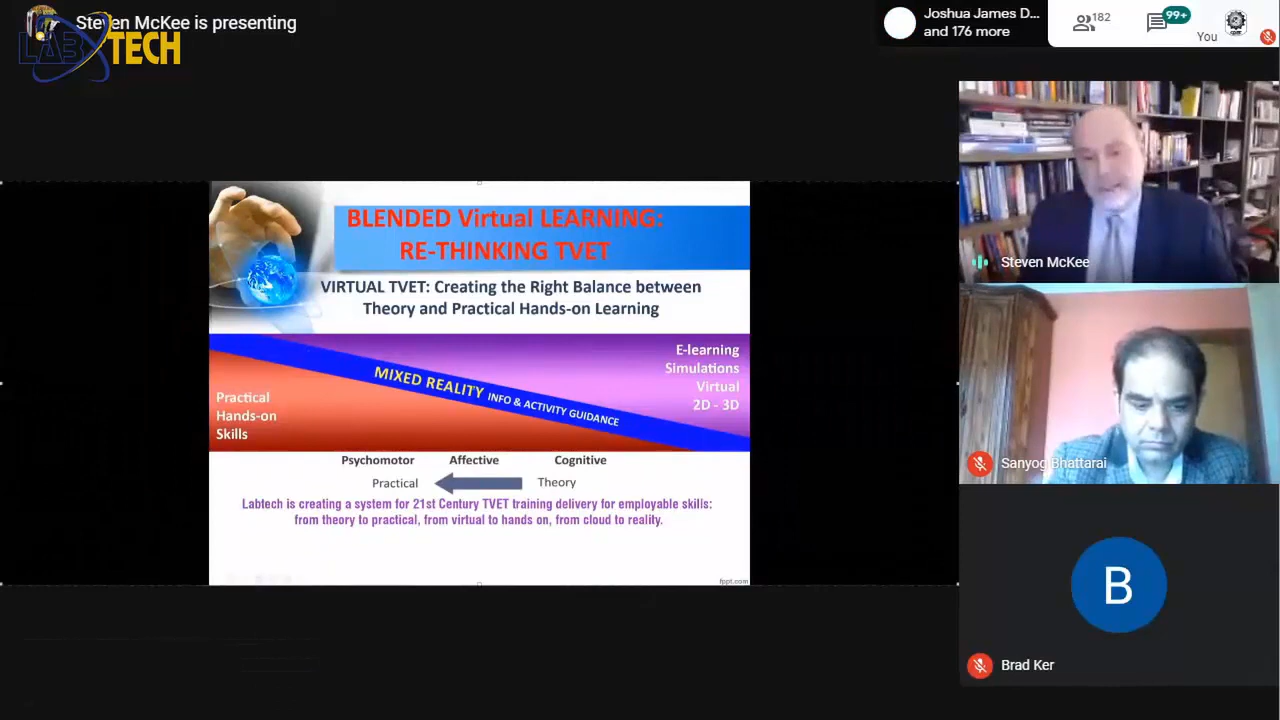 Steven McKee is presenting
LABTECH
Joshua James D...
and 176 more
182
99+
You
BLENDED Virtual LEARNING:
RE-THINKING TVET
VIRTUAL TVET: Creating the Right Balance between
Theory and Practical Hands-on Learning
E-learning
Simulations
Virtual
2D - 3D
MIXED REALITY INFO & ACTIVITY GUIDANCE
Practical
Hands-on
Skills
Psychomotor Affective Cognitive
Practical Theory
Labtech is creating a system for 21st Century TVET training delivery for employable skills:
from theory to practical, from virtual to hands on, from cloud to reality.
fppt.com
Steven McKee
Sanyog Bhattarai
B
Brad Ker